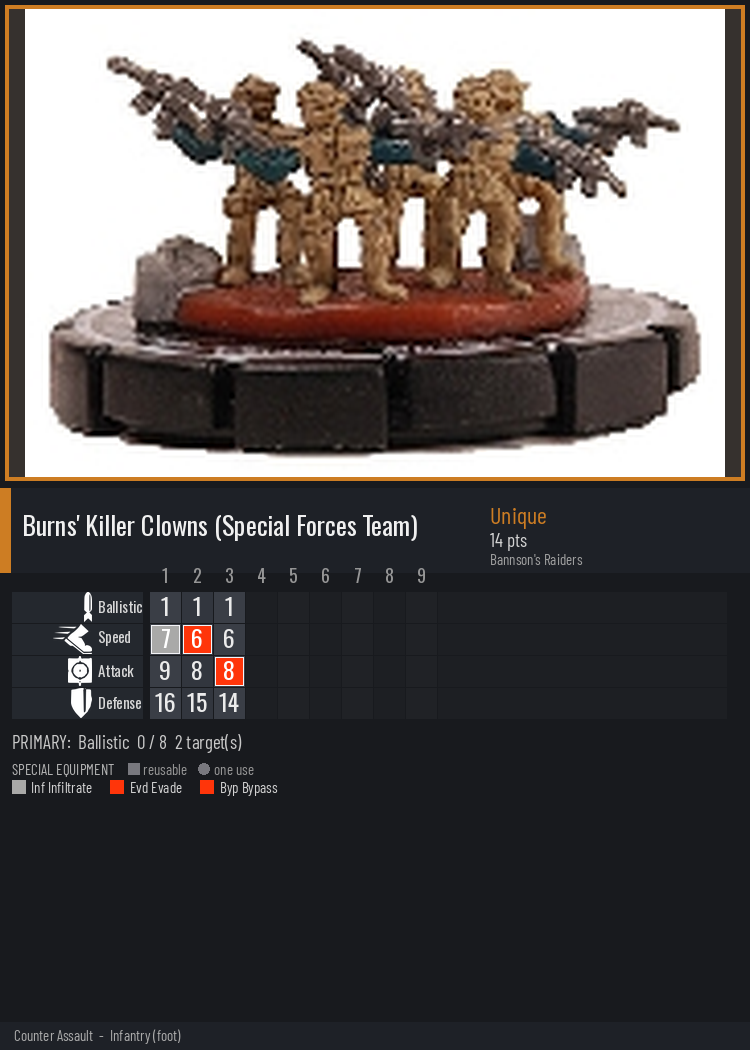 Burns' Killer Clowns (Special Forces Team)
Unique
14 pts
Bannson's Raiders
1 2 3 4 5 6 7 8 9
Ballistic 1 1 1
Speed 7 6 6
Attack 9 8 8
Defense 16 15 14
PRIMARY: Ballistic 0 / 8 2 target(s)
SPECIAL EQUIPMENT reusable one use
Inf Infiltrate Evd Evade Byp Bypass
Counter Assault - Infantry (foot)